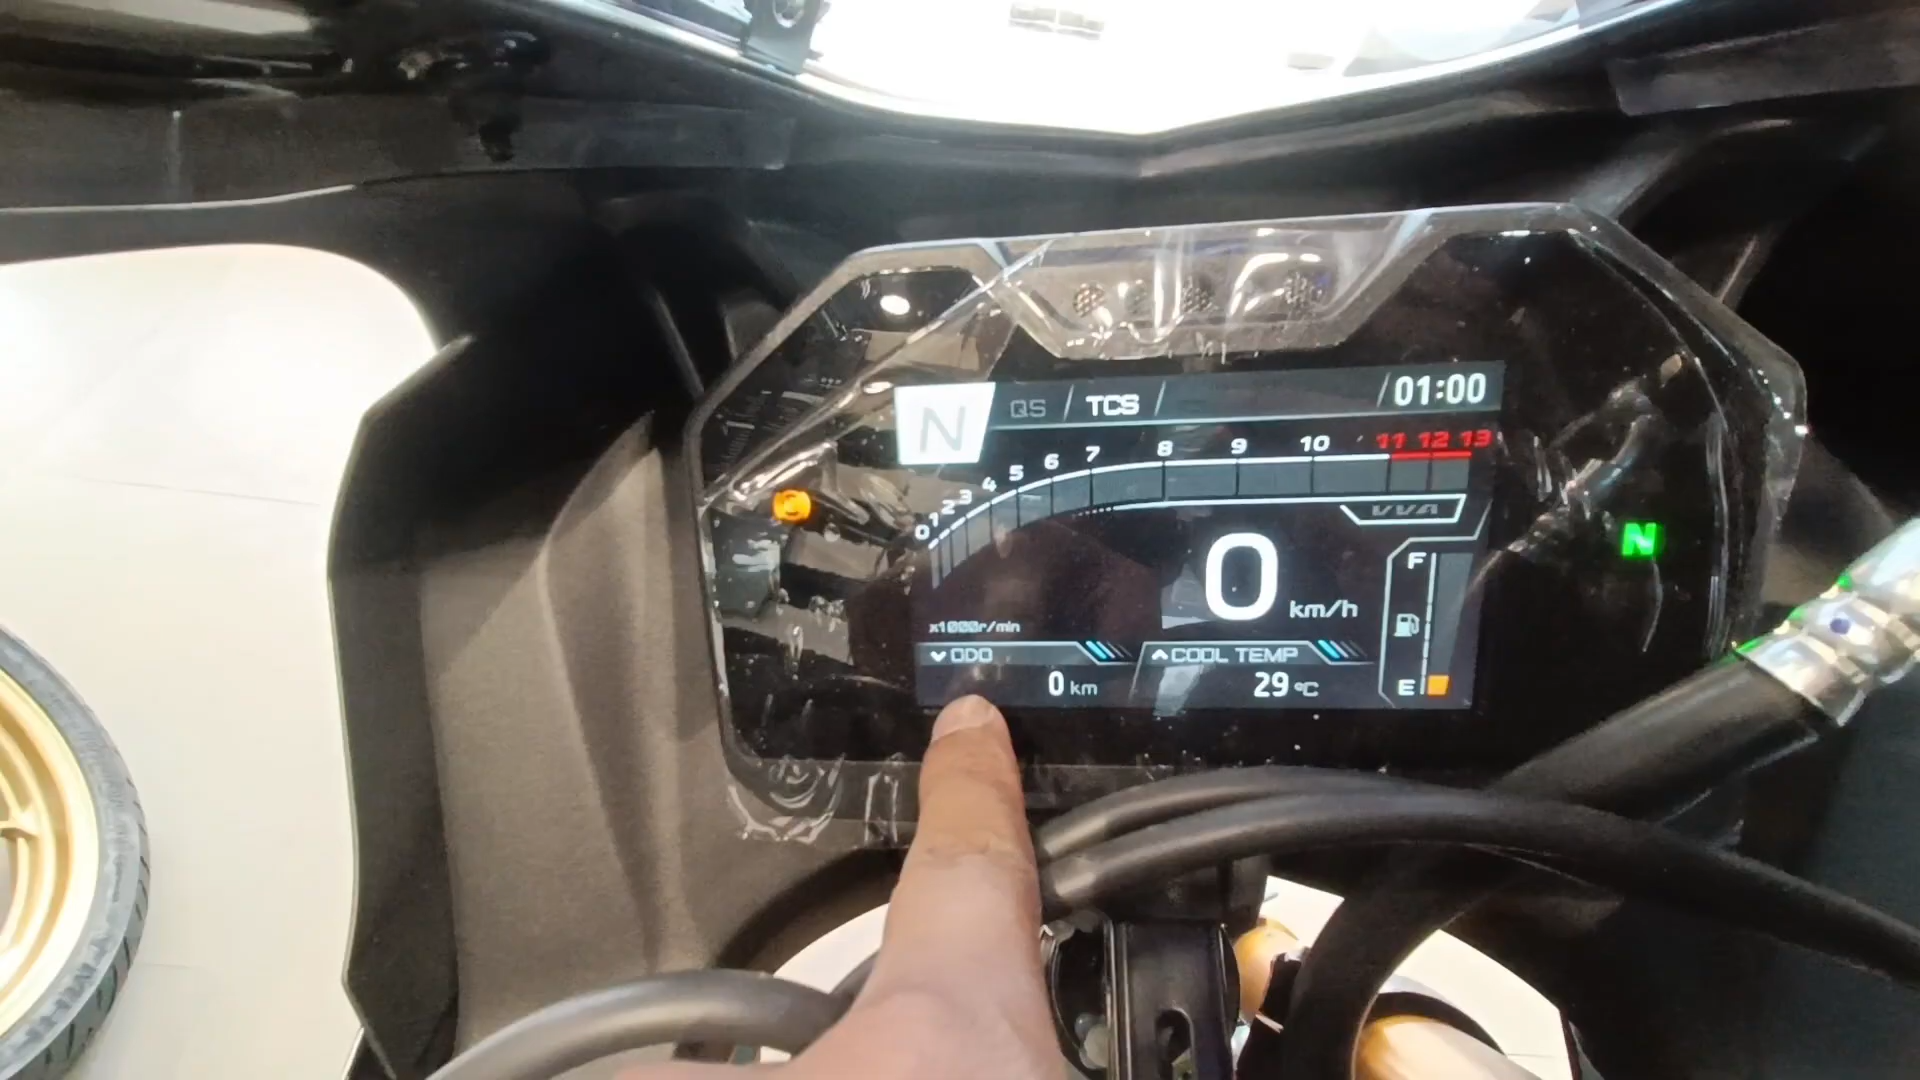 N QS / TCS / / 01:00
0 1 2 3 4 5 6 7 8 9 10 11 12 13
VVA
N
0 km/h
F
x1000r/min
ODO COOL TEMP
0 km 29 °C
E